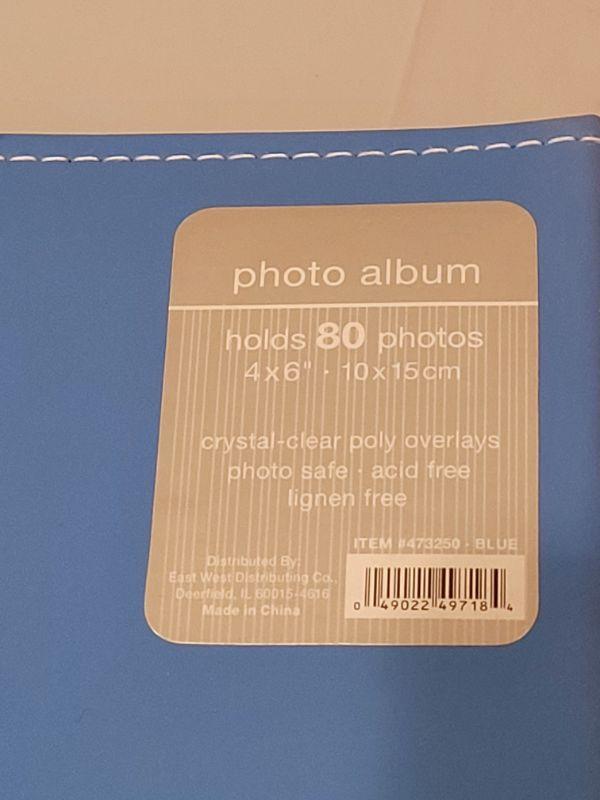 photo album
holds 80 photos
4x6" · 10x15cm
crystal-clear poly overlays
photo safe · acid free
lignen free
ITEM #473250 - BLUE
Distributed By:
East West Distributing Co.,
Deerfield, IL 60015-4616
Made in China
0 49022 49718 4